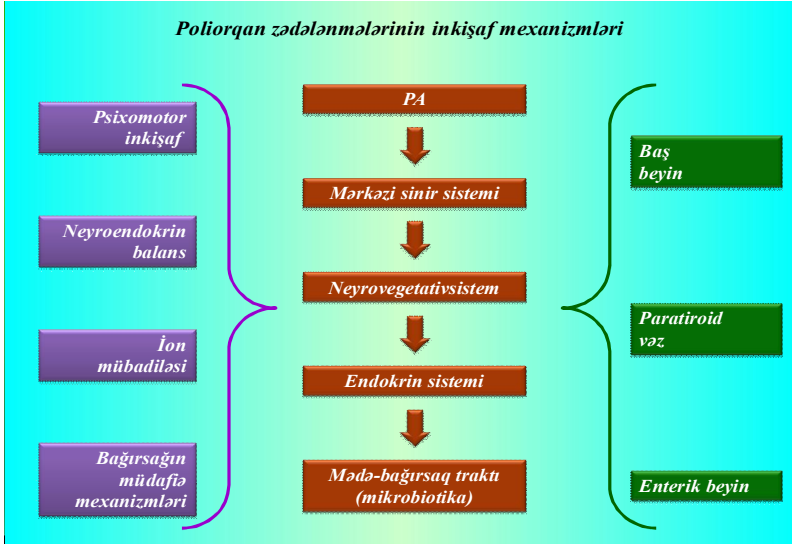 Poliorqan zədələnmələrinin inkişaf mexanizmləri
Psixomotor
inkişaf
Neyroendokrin
balans
İon
mübadiləsi
Bağırsağın
müdafiə
mexanizmləri
PA
Mərkəzi sinir sistemi
Neyrovegetativsistem
Endokrin sistemi
Mədə-bağırsaq traktı
(mikrobiotika)
Baş
beyin
Paratiroid
vəz
Enterik beyin